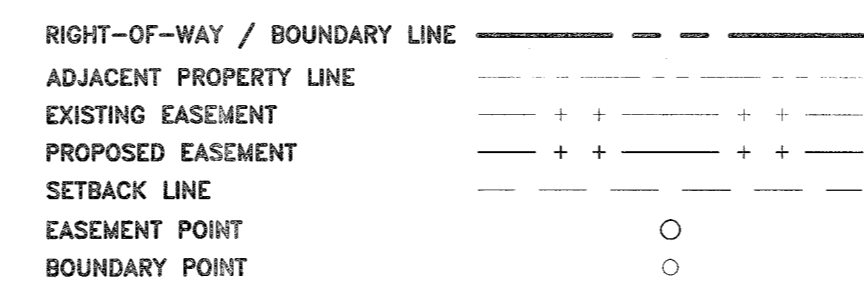 RIGHT-OF-WAY / BOUNDARY LINE
ADJACENT PROPERTY LINE
EXISTING EASEMENT
PROPOSED EASEMENT
SETBACK LINE
EASEMENT POINT
BOUNDARY POINT